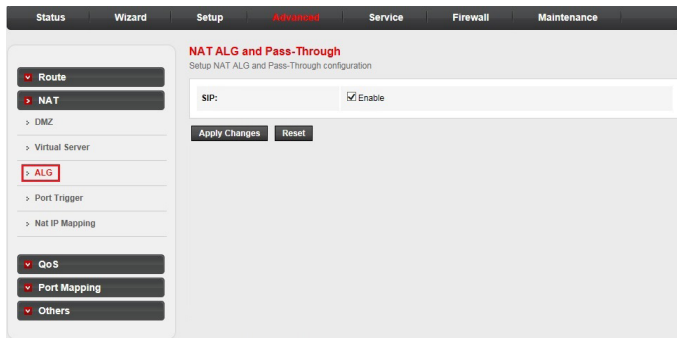 Status Wizard Setup Advanced Service Firewall Maintenance
NAT ALG and Pass-Through
Setup NAT ALG and Pass-Through configuration
Route
NAT
DMZ
Virtual Server
ALG
Port Trigger
Nat IP Mapping
QoS
Port Mapping
Others
SIP: Enable
Apply Changes Reset